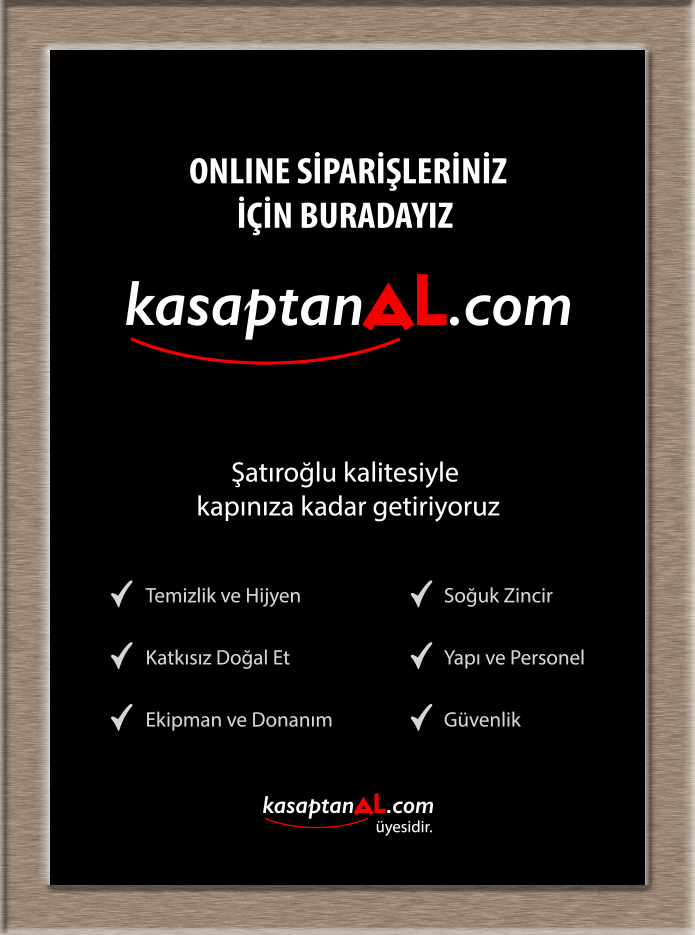 ONLINE SİPARİŞLERİNİZ
İÇİN BURADAYIZ
kasaptanAL.com
Şatıroğlu kalitesiyle
kapınıza kadar getiriyoruz
Temizlik ve Hijyen
Soğuk Zincir
Katkısız Doğal Et
Yapı ve Personel
Ekipman ve Donanım
Güvenlik
kasaptanAL.com
üyesidir.